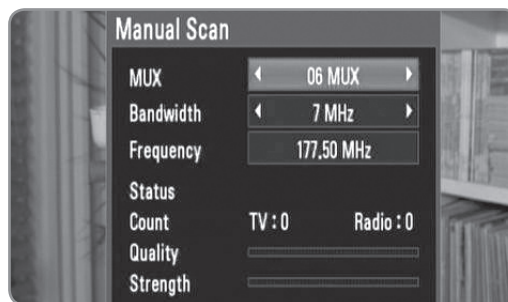 Manual Scan
MUX 06 MUX
Bandwidth 7 MHz
Frequency 177.50 MHz
Status
Count TV : 0 Radio : 0
Quality
Strength